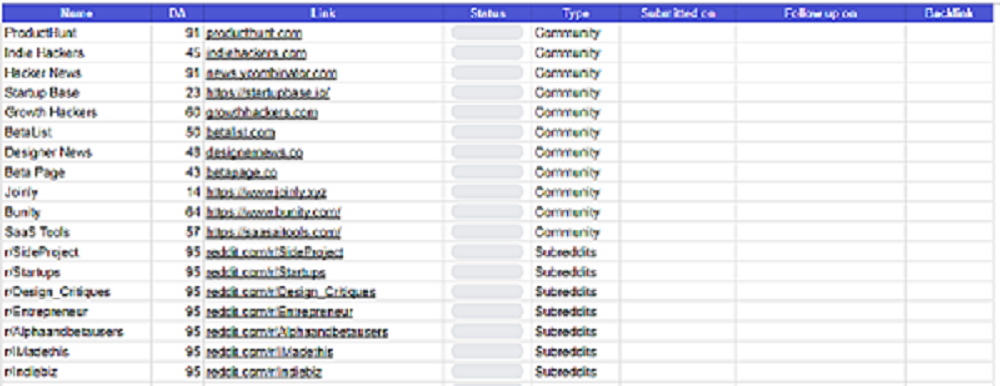 Name DA Link Status Type Submitted on Follow up on Backlink
ProductHunt 91 producthunt.com Community
Indie Hackers 45 indiehackers.com Community
Hacker News 91 news.ycombinator.com Community
Startup Base 23 https://startupbase.io/ Community
Growth Hackers 60 growthhackers.com Community
BetaList 50 betalist.com Community
Designer News 48 designernews.co Community
Beta Page 43 betapage.co Community
Joinly 14 https://www.joinly.xyz Community
Bunity 64 https://www.bunity.com/ Community
SaaS Tools 57 https://saasaitools.com/ Community
r/SideProject 95 reddit.com/r/SideProject Subreddits
r/Startups 95 reddit.com/r/Startups Subreddits
r/Design_Critiques 95 reddit.com/r/Design_Critiques Subreddits
r/Entrepreneur 95 reddit.com/r/Entrepreneur Subreddits
r/Alphaandbetausers 95 reddit.com/r/Alphaandbetausers Subreddits
r/IMadethis 95 reddit.com/r/IMadethis Subreddits
r/Indiebiz 95 reddit.com/r/Indiebiz Subreddits